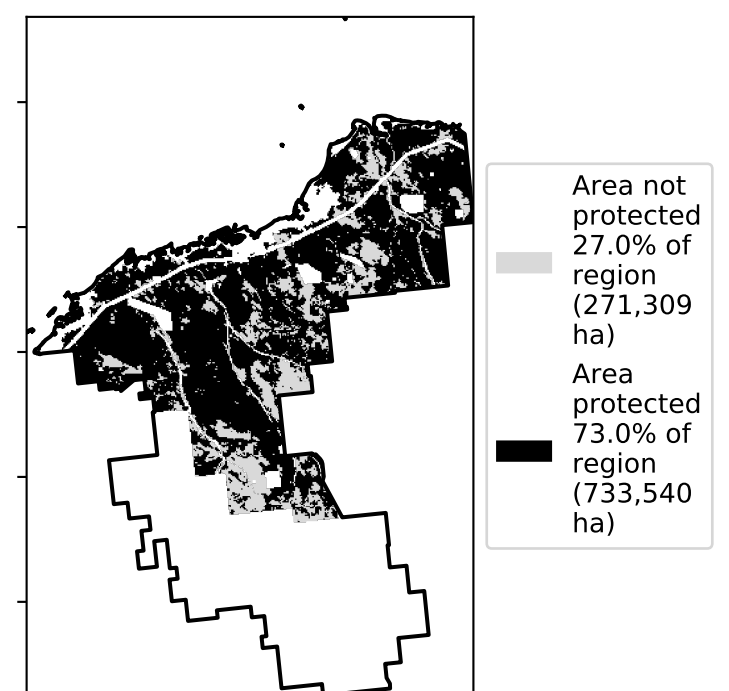 Area not
protected
27.0% of
region
(271,309
ha)
Area
protected
73.0% of
region
(733,540
ha)